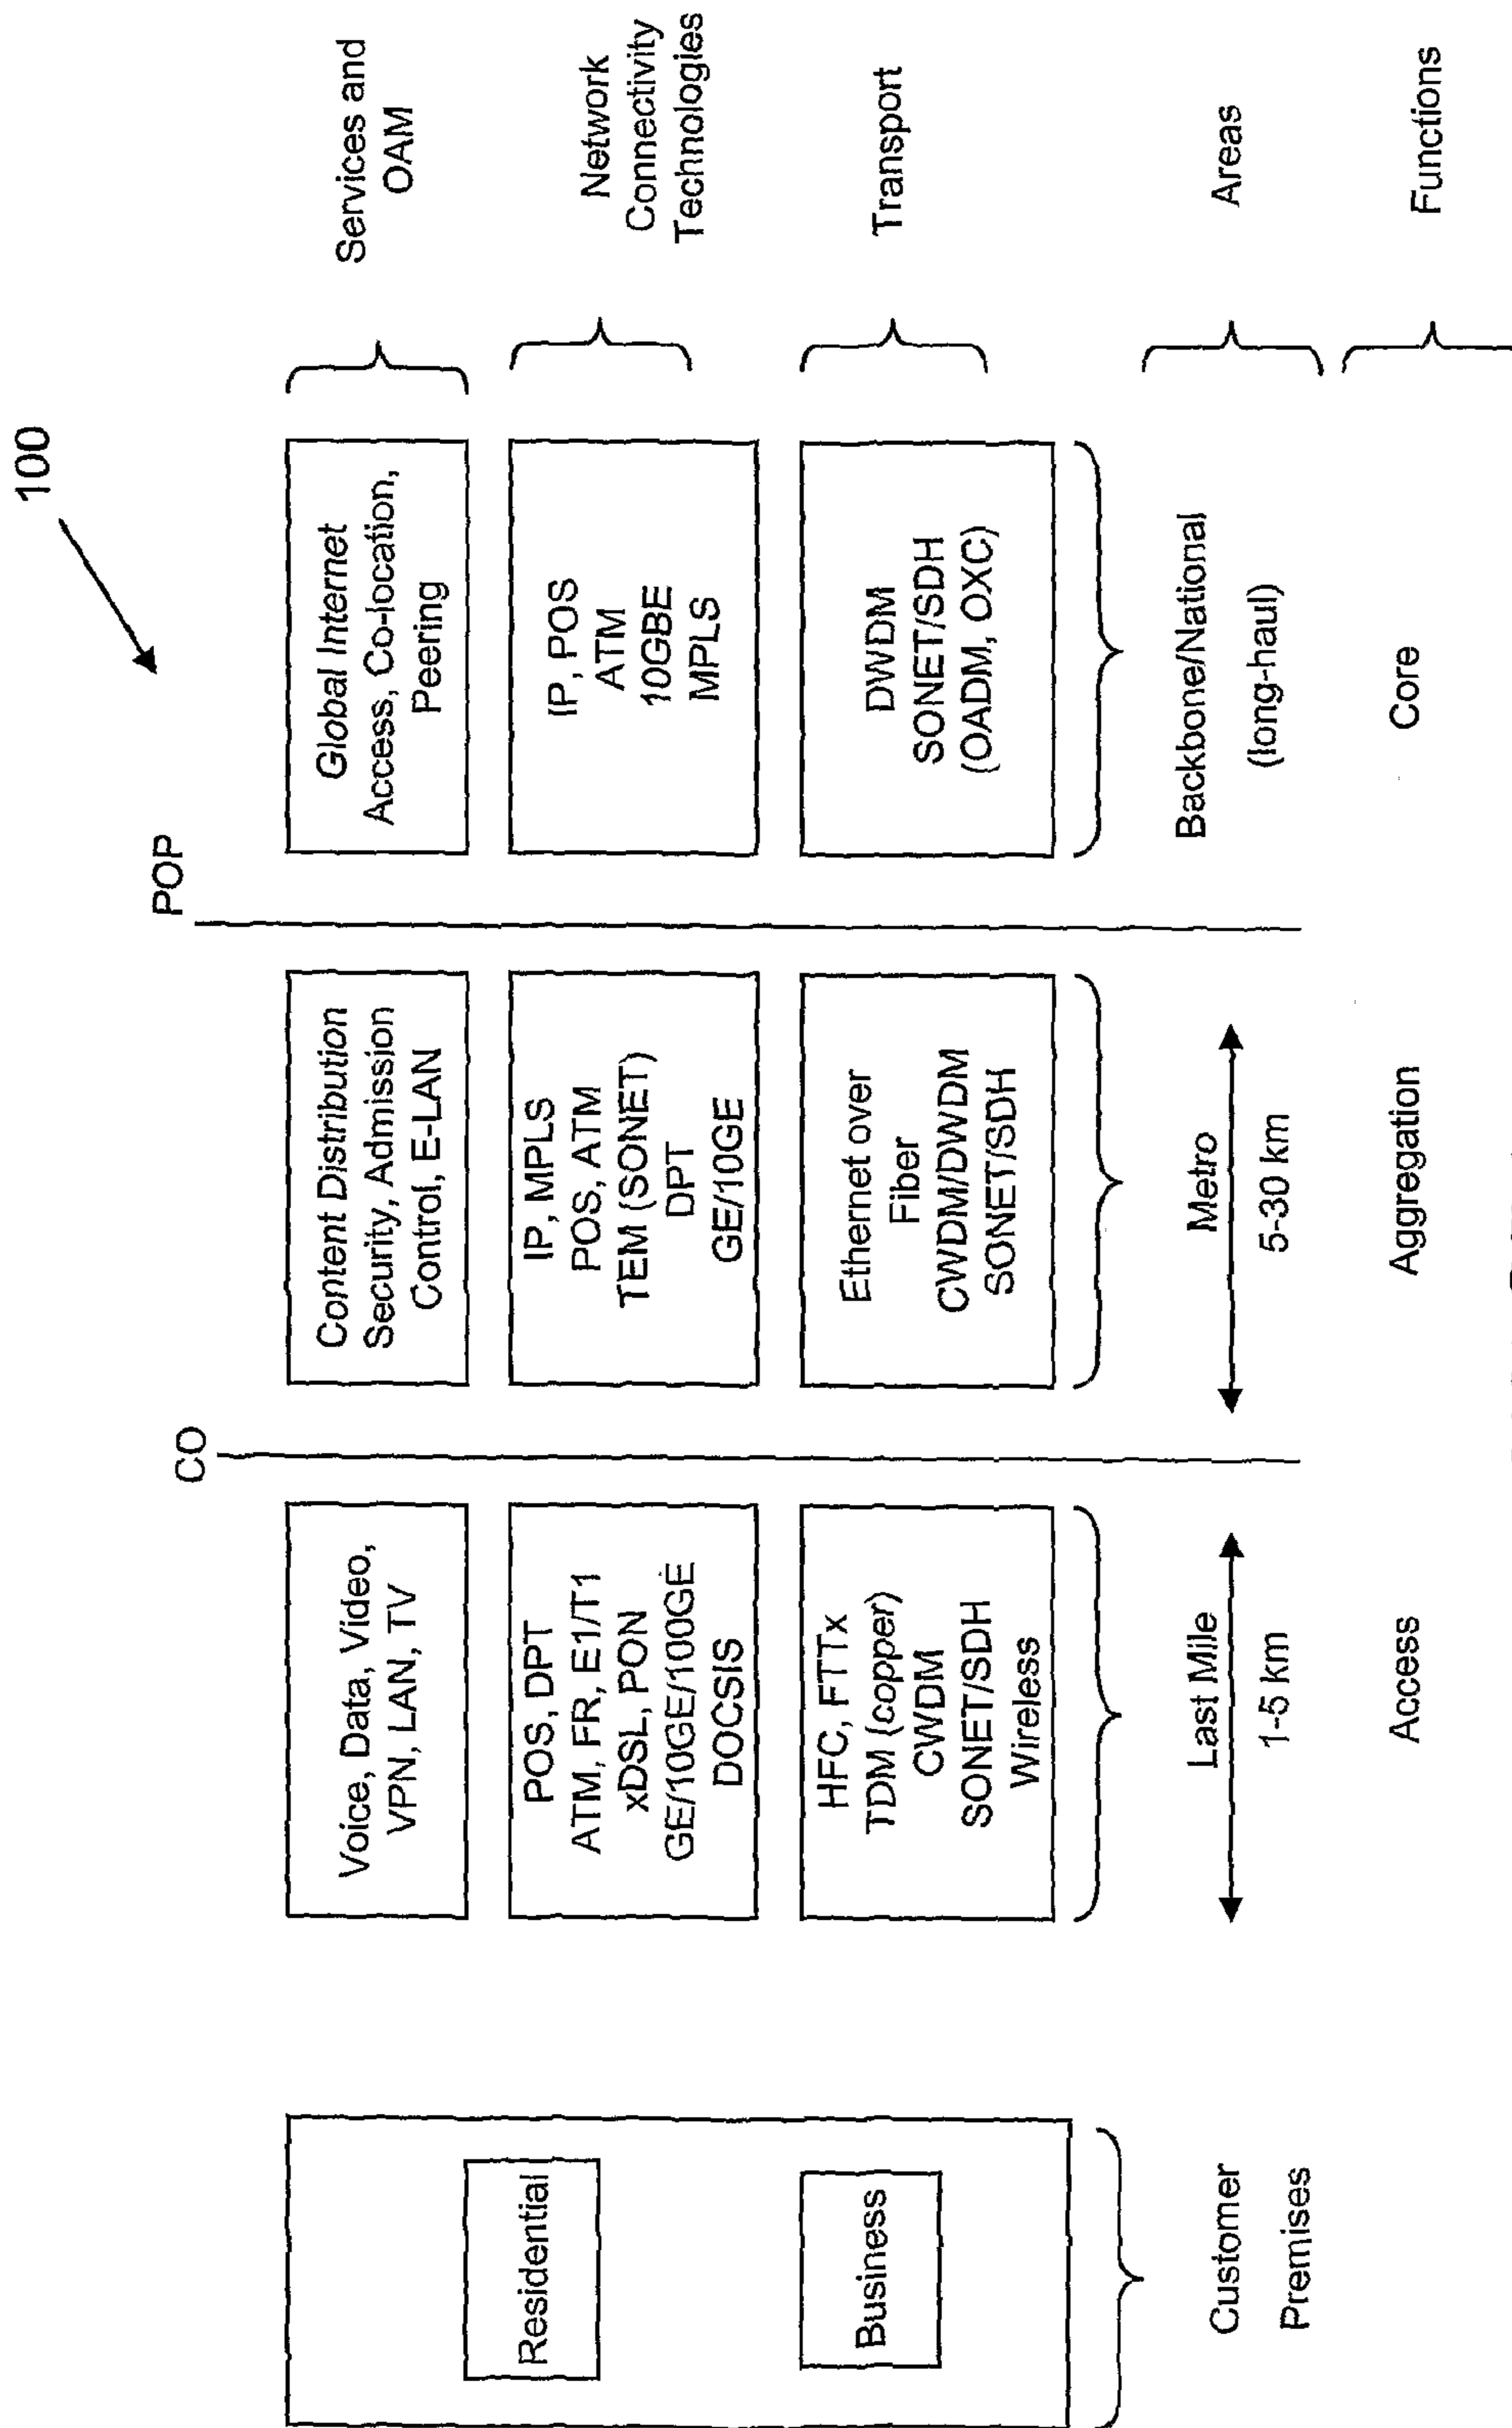 100
POP
CO
Voice, Data, Video,
VPN, LAN, TV
Content Distribution
Security, Admission
Control, E-LAN
Global Internet
Access, Co-location,
Peering
Services and
OAM
Residential
POS, DPT
ATM, FR, E1/T1
xDSL, PON
GE/10GE/100GE
DOCSIS
IP, MPLS
POS, ATM
TEM (SONET)
DPT
GE/10GE
IP, POS
ATM
10GBE
MPLS
Network
Connectivity
Technologies
Business
HFC, FTTx
TDM (copper)
CWDM
SONET/SDH
Wireless
Ethernet over
Fiber
CWDM/DWDM
SONET/SDH
DWDM
SONET/SDH
(OADM, OXC)
Transport
Customer
Premises
Last Mile
1-5 km
Metro
5-30 km
Backbone/National
(long-haul)
Areas
Access
Aggregation
Core
Functions